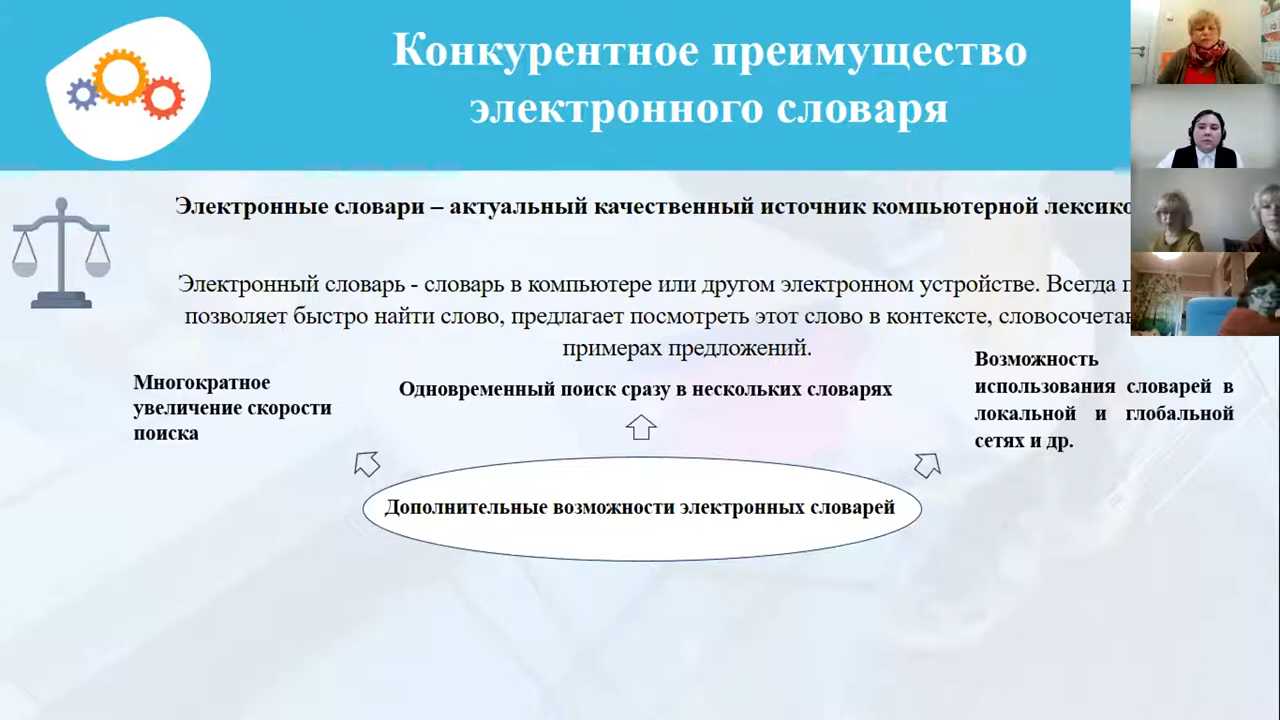 Конкурентное преимущество
электронного словаря
Электронные словари – актуальный качественный источник компьютерной
Электронный словарь - словарь в компьютере или другом электронном устройстве. Всегда
позволяет быстро найти слово, предлагает посмотреть этот слово в контексте,
примерах предложений.
Многократное
увеличение скорости
поиска
Одновременный поиск сразу в нескольких словарях
Возможность
использования словарей в
локальной и глобальной
сетях и др.
Дополнительные возможности электронных словарей